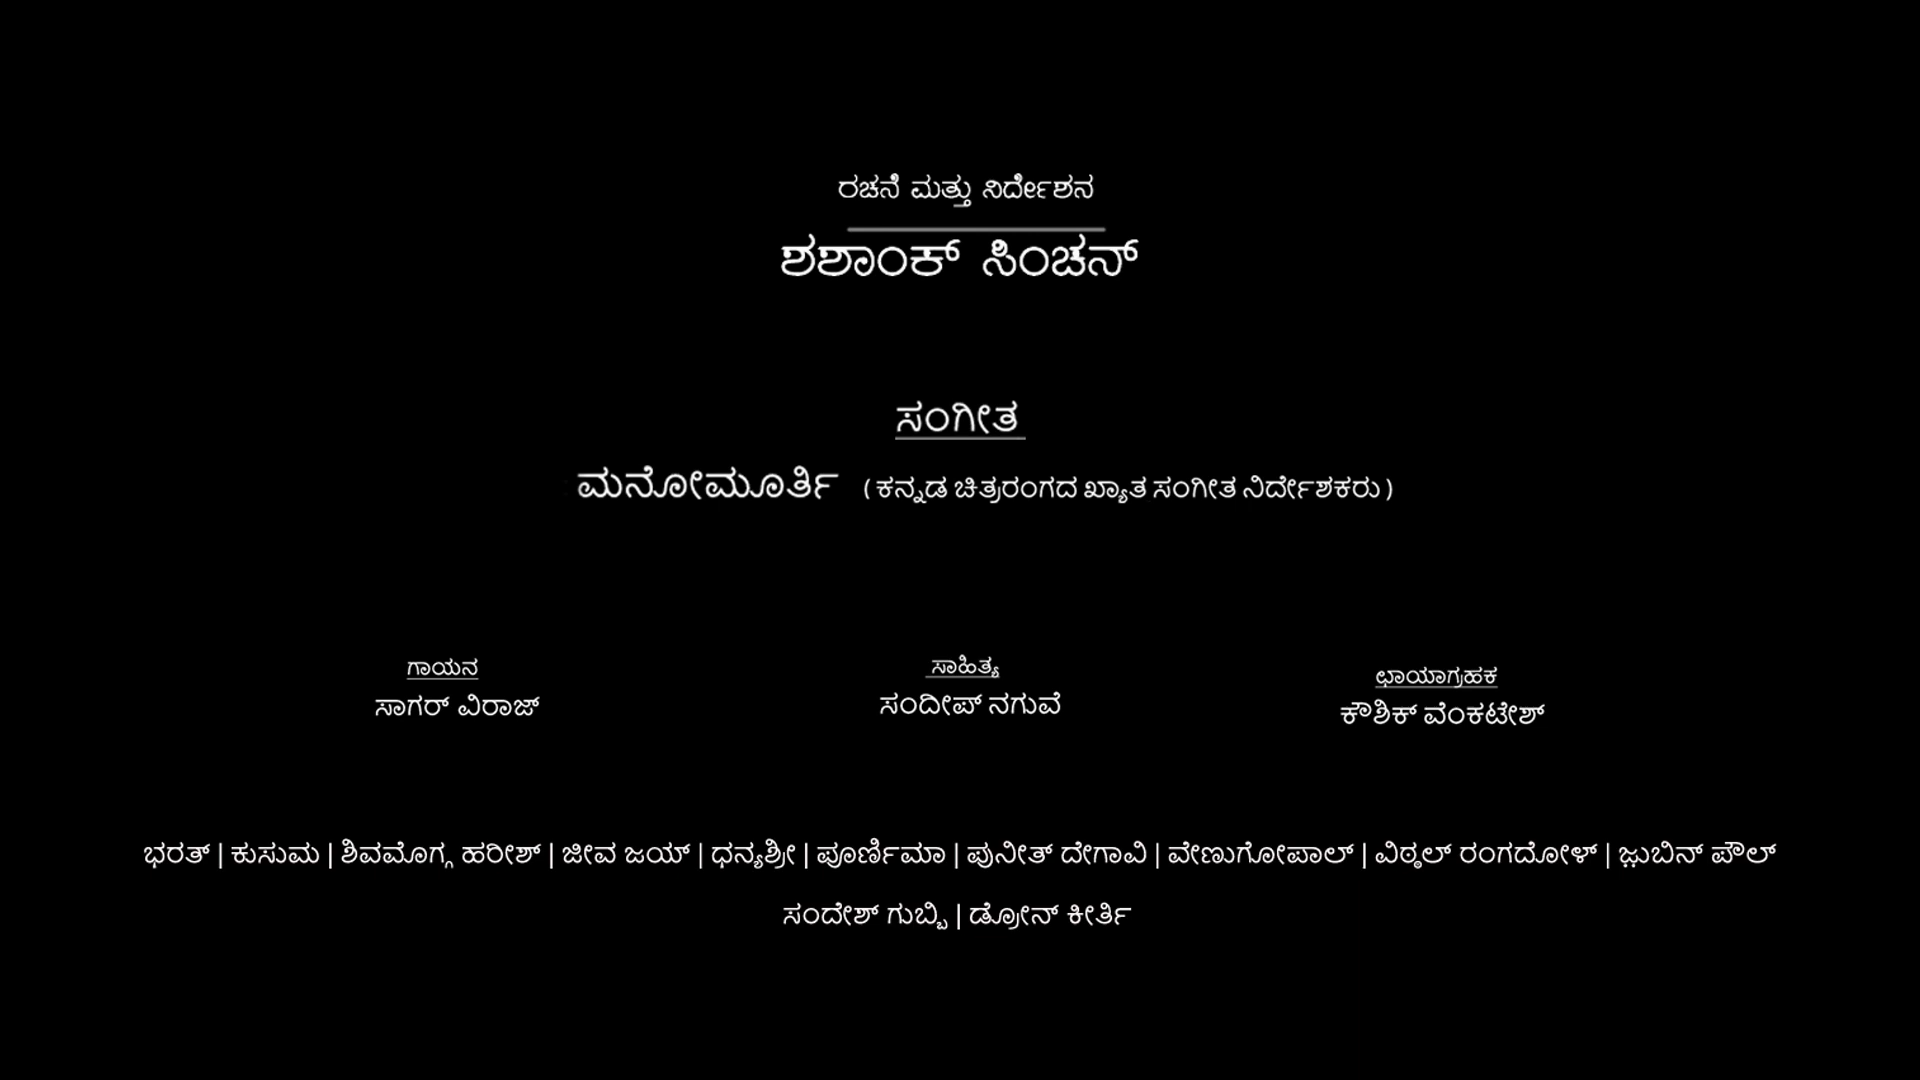 ರಚನೆ ಮತ್ತು ನಿರ್ದೇಶನ
ಶಶಾಂಕ್ ಸಿಂಚನ್
ಸಂಗೀತ
ಮನೋಮೂರ್ತಿ (ಕನ್ನಡ ಚಿತ್ರರಂಗದ ಖ್ಯಾತ ಸಂಗೀತ ನಿರ್ದೇಶಕರು)
ಗಾಯನ
ಸಾಗರ್ ವಿರಾಜ್
ಸಾಹಿತ್ಯ
ಸಂದೀಪ್ ನಗುವೆ
ಛಾಯಾಗ್ರಹಕ
ಕೌಶಿಕ್ ವೆಂಕಟೇಶ್
ಭರತ್ | ಕುಸುಮ | ಶಿವಮೊಗ್ಗ ಹರೀಶ್ | ಜೀವ ಜಯ್ | ಧನ್ಯಶ್ರೀ | ಪೂರ್ಣಿಮಾ | ಪುನೀತ್ ದೇಗಾವಿ | ವೇಣುಗೋಪಾಲ್ | ವಿಠ್ಠಲ್ ರಂಗದೋಳ್ | ಜ಼ುಬಿನ್ ಪೌಲ್
ಸಂದೇಶ್ ಗುಬ್ಬಿ | ಡ್ರೋನ್ ಕೀರ್ತಿ